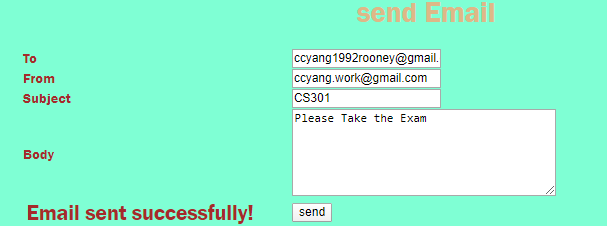 send Email
To ccyang1992rooney@gmail.
From ccyang.work@gmail.com
Subject CS301
Please Take the Exam
Body
Email sent successfully! send